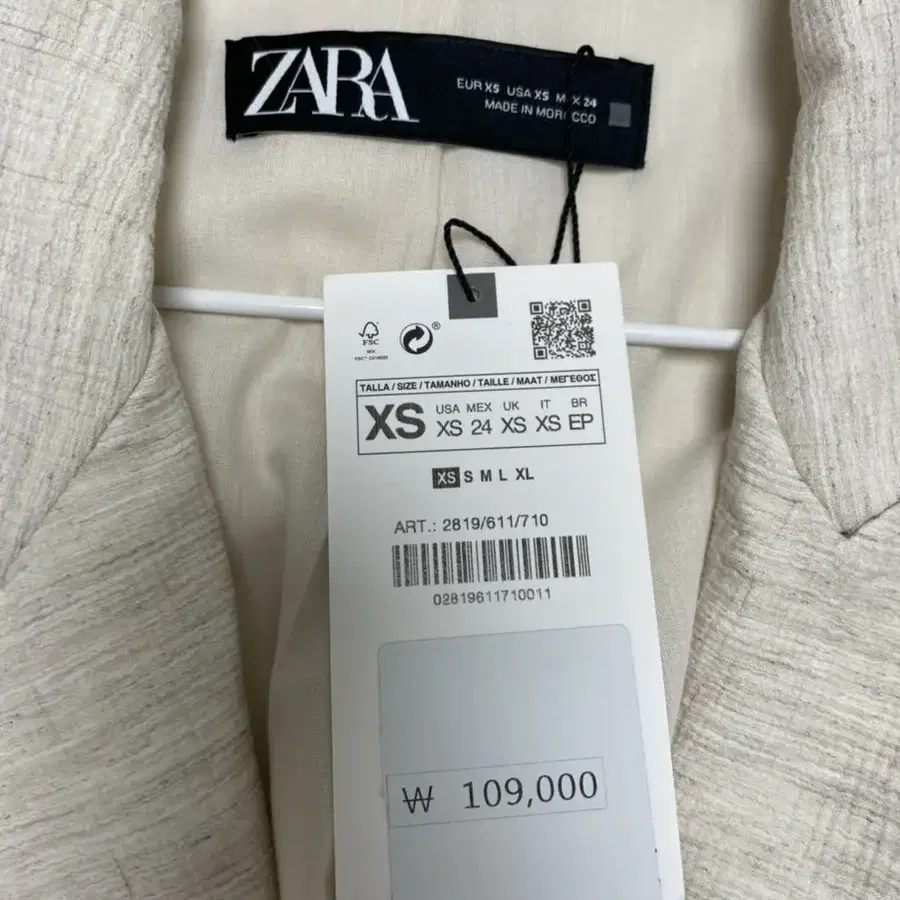 ZARA
EUR XS USA XS M X 24
MADE IN MOROCCO
FSC
MIX
®
TALLA / SIZE / TAMANHO / TAILLE / MAAT / ΜΕΓΕΘΟΣ
XS
USA MEX UK IT BR
XS 24 XS XS EP
XS S M L XL
ART.: 2819/611/710
02819611710011
₩ 109,000